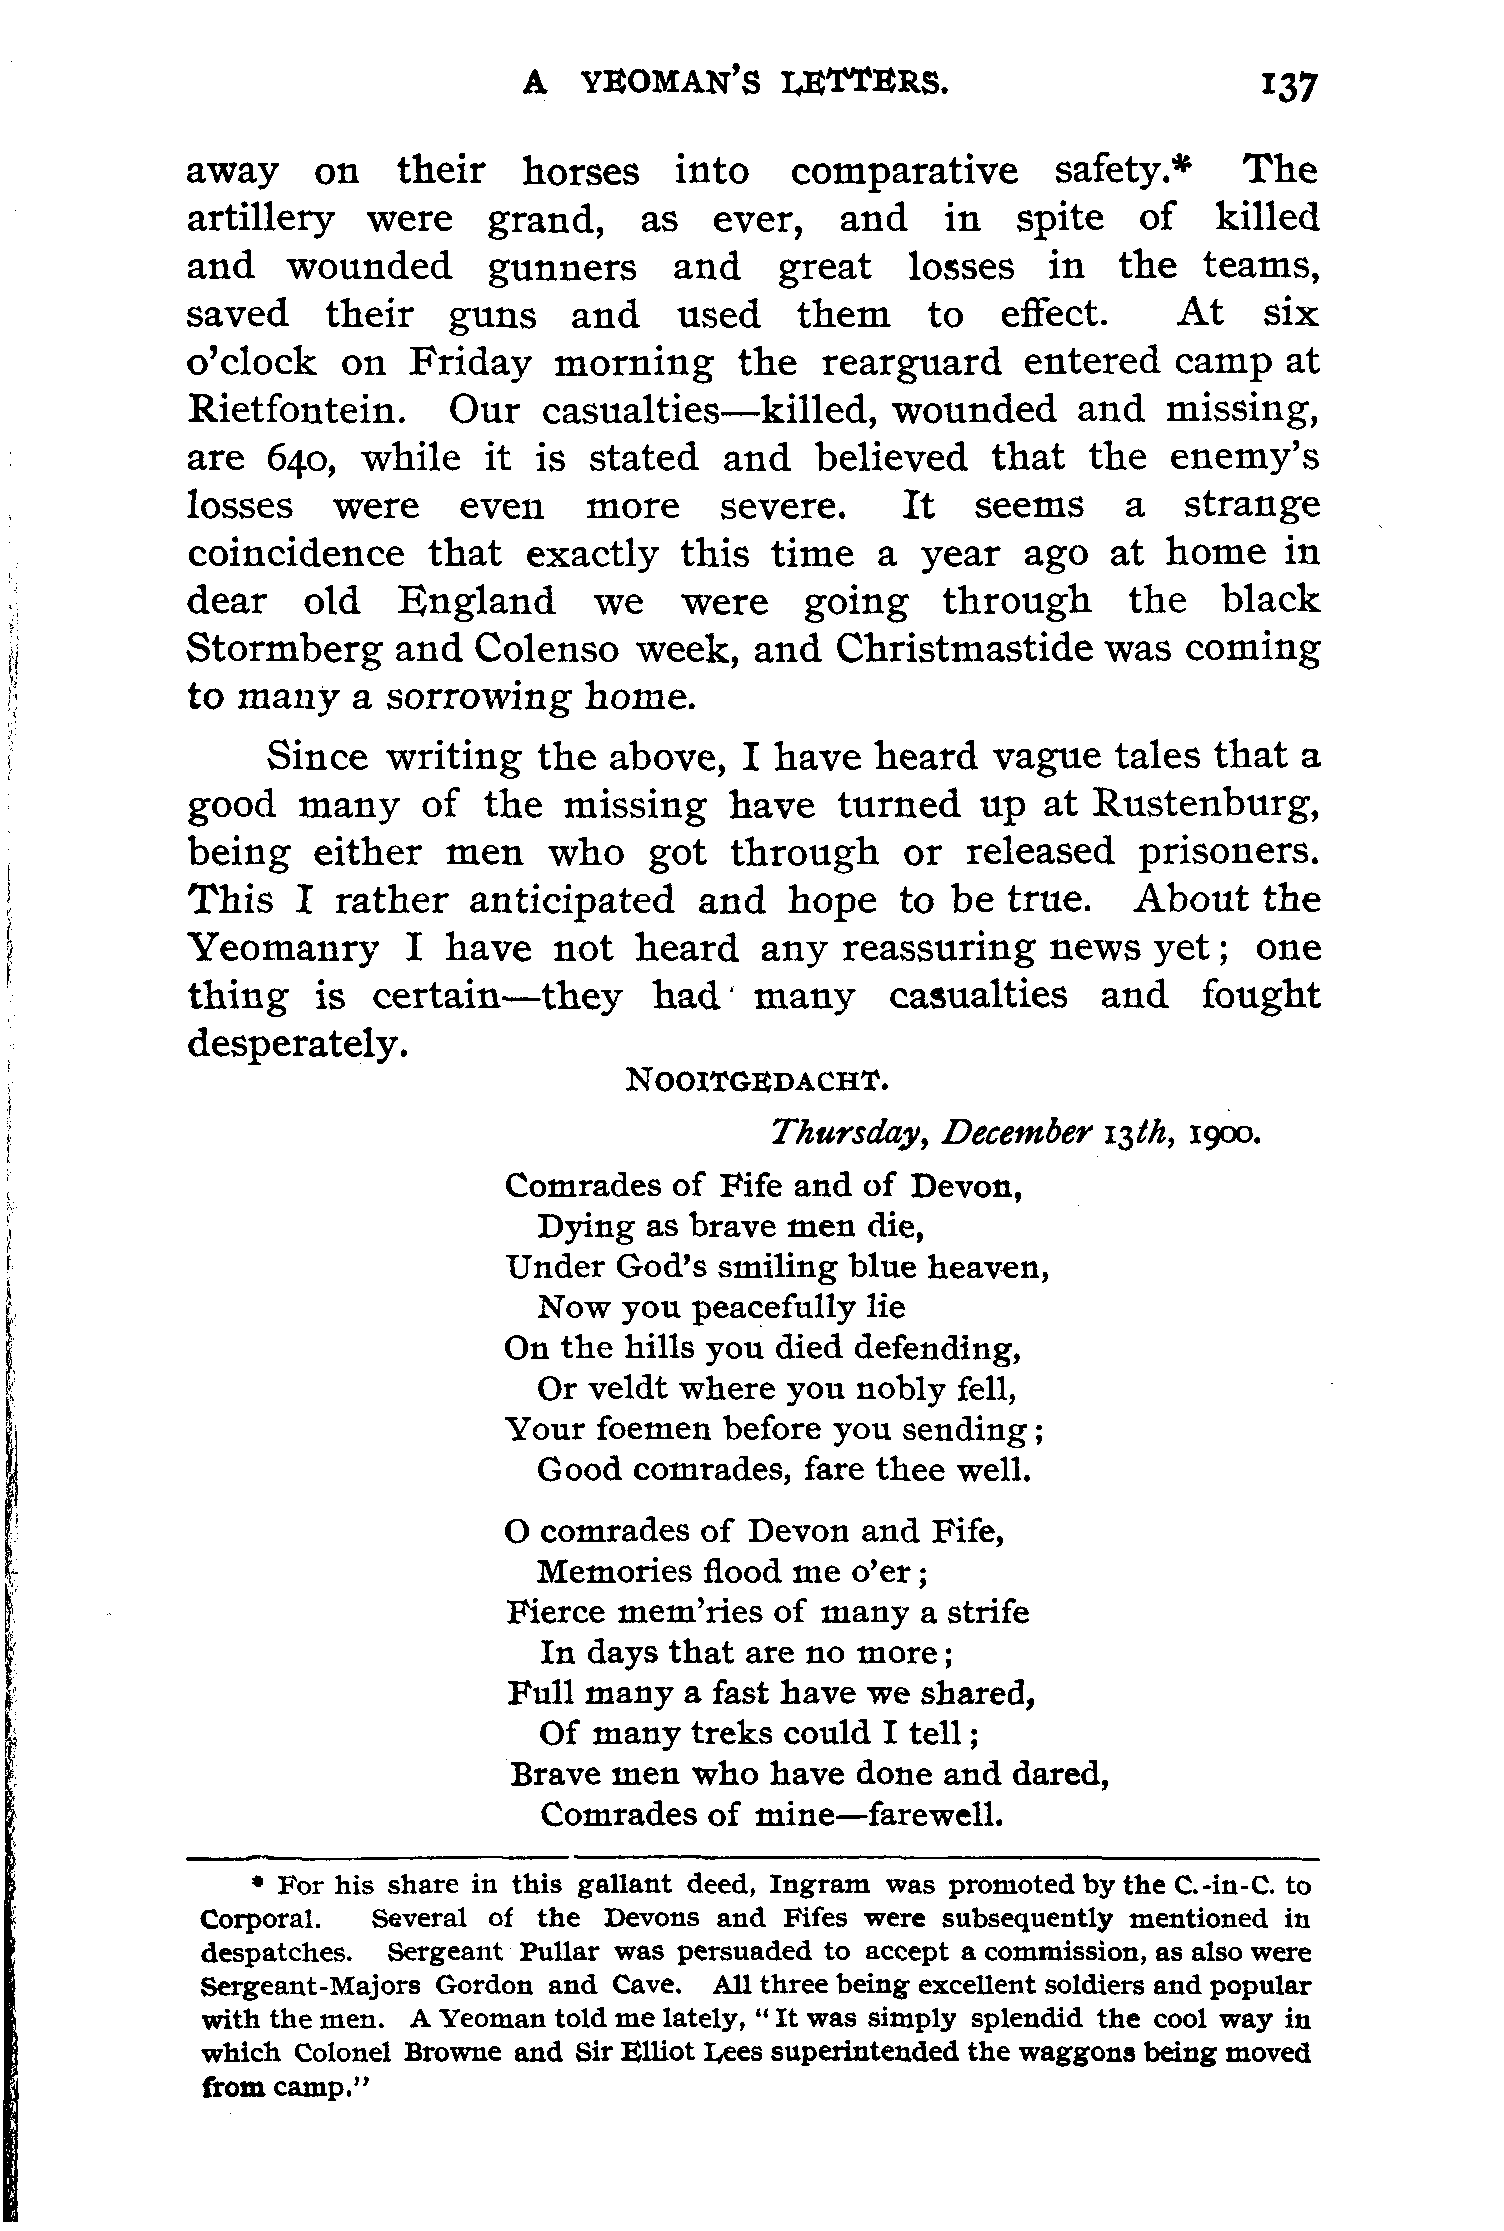 A YEOMAN'S LETTERS. 137
away on their horses into comparative safety.* The
artillery were grand, as ever, and in spite of killed
and wounded gunners and great losses in the teams,
saved their guns and used them to effect. At six
o'clock on Friday morning the rearguard entered camp at
Rietfontein. Our casualties—killed, wounded and missing,
are 640, while it is stated and believed that the enemy's
losses were even more severe. It seems a strange
coincidence that exactly this time a year ago at home in
dear old England we were going through the black
Stormberg and Colenso week, and Christmastide was coming
to many a sorrowing home.
Since writing the above, I have heard vague tales that a
good many of the missing have turned up at Rustenburg,
being either men who got through or released prisoners.
This I rather anticipated and hope to be true. About the
Yeomanry I have not heard any reassuring news yet; one
thing is certain—they had many casualties and fought
desperately.
NOOITGEDACHT.
Thursday, December 13th, 1900.
Comrades of Fife and of Devon,
Dying as brave men die,
Under God's smiling blue heaven,
Now you peacefully lie
On the hills you died defending,
Or veldt where you nobly fell,
Your foemen before you sending;
Good comrades, fare thee well.
O comrades of Devon and Fife,
Memories flood me o'er;
Fierce mem'ries of many a strife
In days that are no more;
Full many a fast have we shared,
Of many treks could I tell;
Brave men who have done and dared,
Comrades of mine—farewell.
* For his share in this gallant deed, Ingram was promoted by the C.-in-C. to
Corporal. Several of the Devons and Fifes were subsequently mentioned in
despatches. Sergeant Pullar was persuaded to accept a commission, as also were
Sergeant-Majors Gordon and Cave. All three being excellent soldiers and popular
with the men. A Yeoman told me lately, "It was simply splendid the cool way in
which Colonel Browne and Sir Elliot Lees superintended the waggons being moved
from camp."